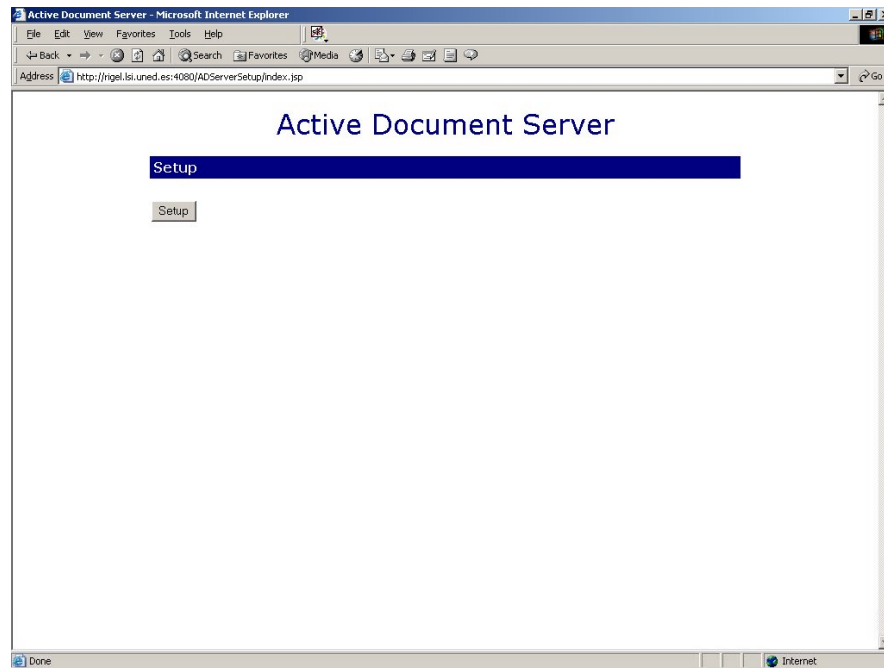 Active Document Server - Microsoft Internet Explorer
File Edit View Favorites Tools Help
Back Search Favorites Media
Address http://rigel.lsi.uned.es:4080/ADServerSetup/index.jsp Go
Active Document Server
Setup
Setup
Done Internet